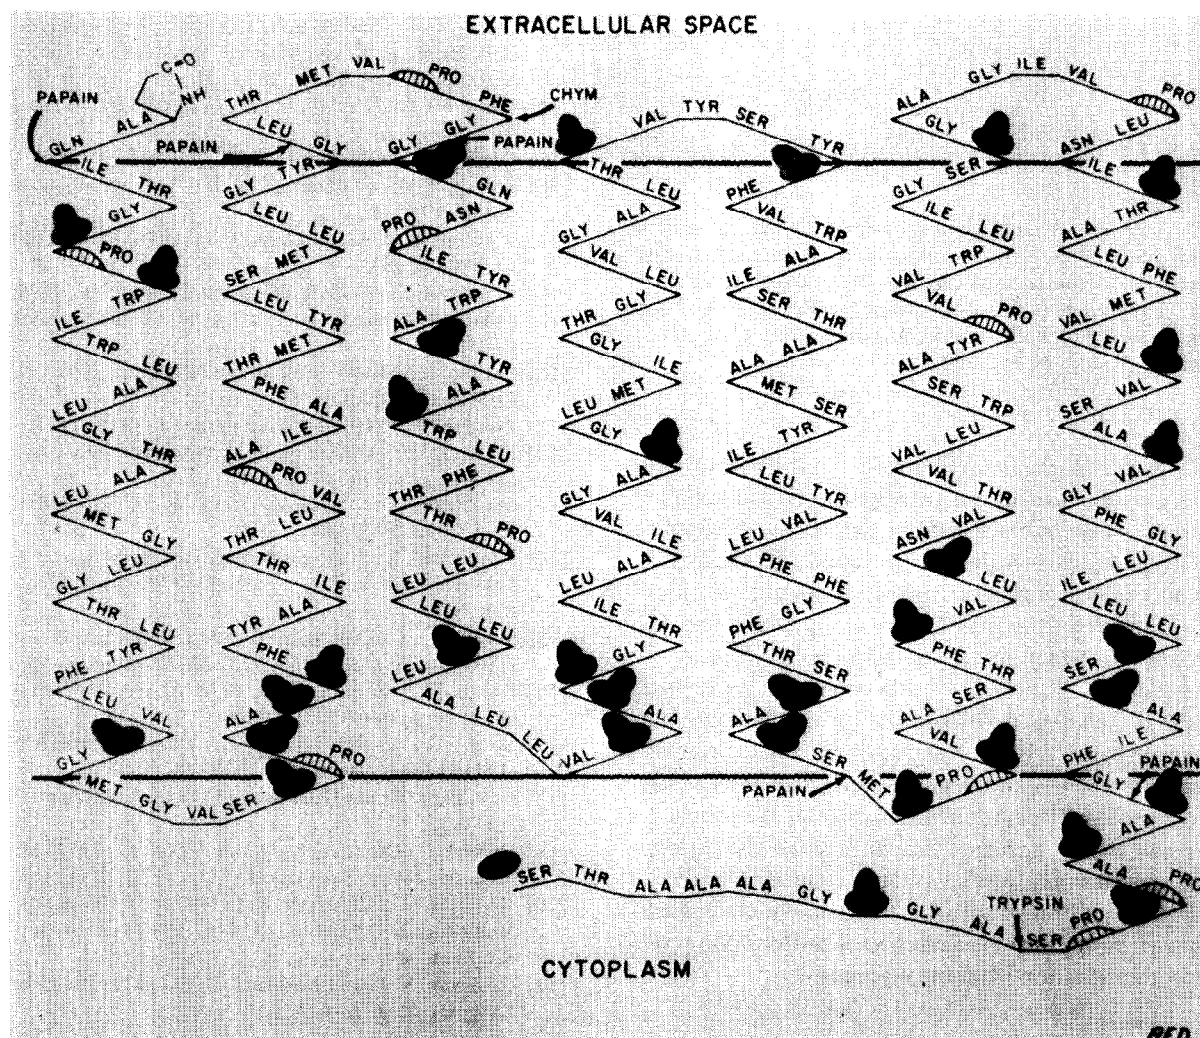 EXTRACELLULAR SPACE
C=O
NH
PAPAIN
GLN ALA
ILE THR
GLY
PRO
TRP
ILE
TRP LEU
LEU ALA
GLY THR
LEU ALA
MET GLY
GLY LEU
THR LEU
PHE TYR
LEU VAL
GLY
MET GLY VAL SER
THR MET VAL PRO PHE
CHYM
LEU GLY
PAPAIN
GLY TYR
LEU LEU
SER MET
LEU TYR
THR MET
PHE ALA
ALA ILE
PRO VAL
THR LEU
THR ILE
TYR ALA
PHE
ALA
PRO
GLY GLY
PAPAIN
GLN
PRO ASN
ILE TYR
ALA TRP
TYR
ALA
TRP LEU
THR PHE
THR PRO
LEU LEU
LEU LEU
LEU
ALA LEU LEU VAL
VAL TYR SER TYR
THR LEU
GLY ALA
VAL LEU
THR GLY
GLY ILE
LEU MET
GLY
GLY ALA
VAL ILE
LEU ALA
ILE THR
GLY
ALA
PHE
VAL TRP
ILE ALA
SER THR
ALA ALA
MET SER
ILE TYR
LEU TYR
LEU VAL
PHE PHE
PHE GLY
THR SER
ALA
SER MET
PAPAIN
PRO
ALA GLY ILE VAL PRO
GLY
GLY SER
ILE LEU
VAL TRP
VAL PRO
ALA TYR
SER TRP
VAL LEU
VAL THR
ASN VAL
LEU
VAL
PHE THR
ALA SER
VAL
ASN LEU
ILE
ALA THR
LEU PHE
VAL MET
LEU
SER VAL
ALA
GLY VAL
PHE GLY
ILE LEU
LEU LEU
SER
ALA
PHE ILE
GLY
PAPAIN
ALA
ALA PRO
TRYPSIN
SER THR ALA ALA ALA GLY GLY ALA SER PRO
CYTOPLASM